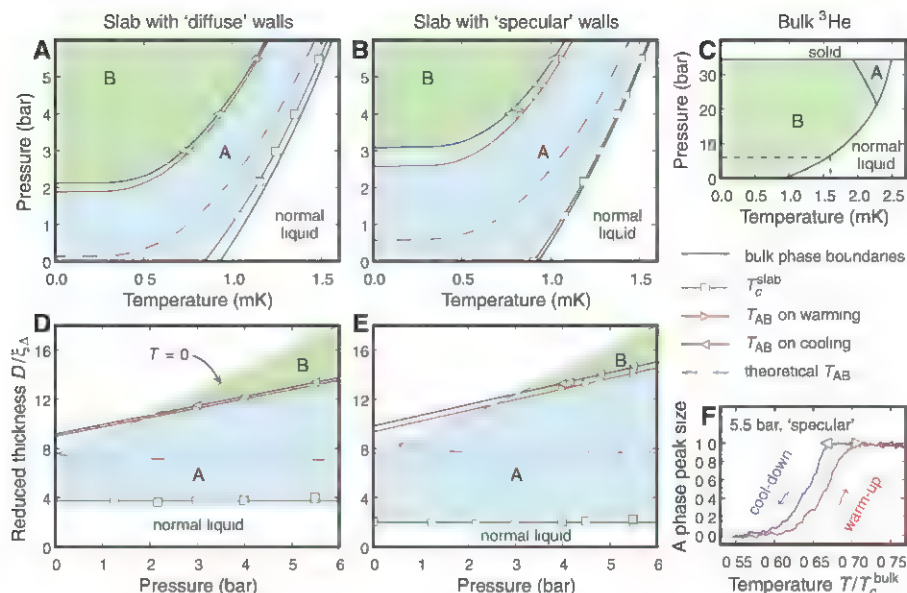 Slab with 'diffuse' walls
A
B
A
normal
liquid
Pressure (bar)
5
4
3
2
1
0
0.0 0.5 1.0 1.5
Temperature (mK)
Slab with 'specular' walls
B
B
A
normal
liquid
5
4
3
2
1
0
0.0 0.5 1.0 1.5
Temperature (mK)
Bulk ³He
C
solid
A
B
normal
liquid
Pressure (bar)
30
20
10
0
0.0 0.5 1.0 1.5 2.0 2.5
Temperature (mK)
bulk phase boundaries
T_c^slab
T_AB on warming
T_AB on cooling
theoretical T_AB
D
T = 0
B
A
normal liquid
Reduced thickness D/ξ_Δ
16
12
8
4
0
0 1 2 3 4 5 6
Pressure (bar)
E
B
A
normal liquid
16
12
8
4
0
0 1 2 3 4 5 6
Pressure (bar)
F
5.5 bar, 'specular'
cool-down
warm-up
A phase peak size
1 0
0 8
0 6
0 4
0 2
0 0
0 55 0 60 0 65 0 70 0 75
Temperature T/T_c^bulk